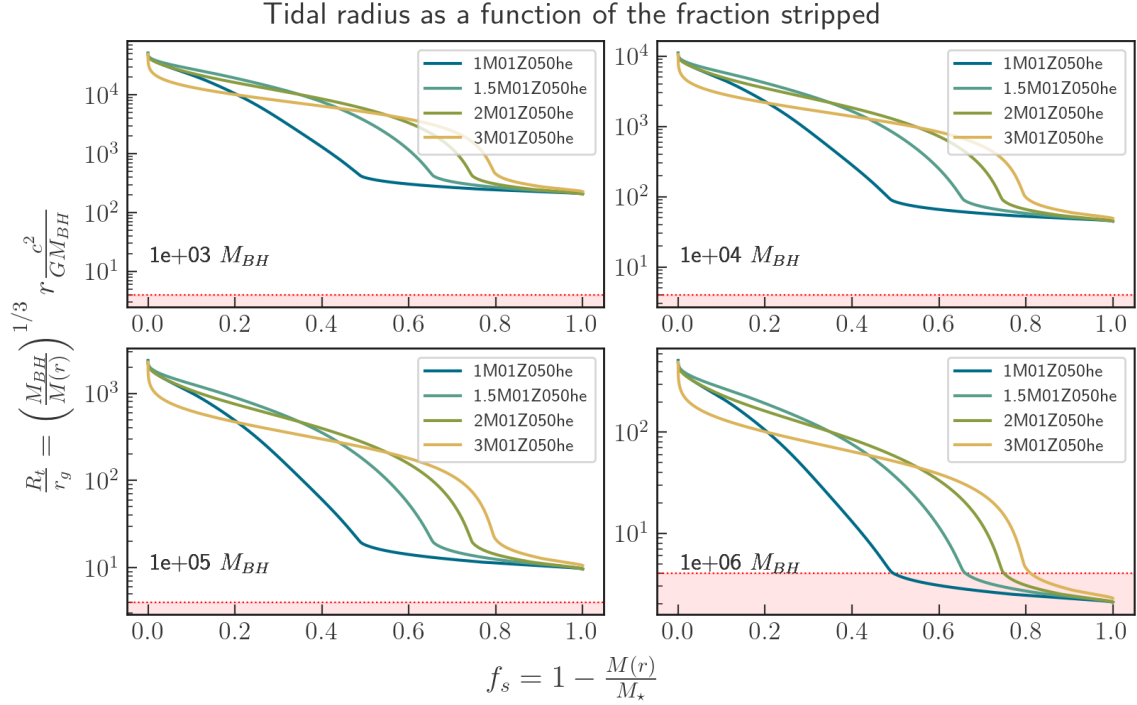 Tidal radius as a function of the fraction stripped
R_t/r_g = (M_BH/M(r))^{1/3} r c^2/GM_BH
10^4
10^3
10^2
10^1
1M01Z050he
1.5M01Z050he
2M01Z050he
3M01Z050he
1e+03 M_BH
0.0 0.2 0.4 0.6 0.8 1.0
10^4
10^3
10^2
10^1
1M01Z050he
1.5M01Z050he
2M01Z050he
3M01Z050he
1e+04 M_BH
0.0 0.2 0.4 0.6 0.8 1.0
10^3
10^2
10^1
1M01Z050he
1.5M01Z050he
2M01Z050he
3M01Z050he
1e+05 M_BH
0.0 0.2 0.4 0.6 0.8 1.0
10^2
10^1
1M01Z050he
1.5M01Z050he
2M01Z050he
3M01Z050he
1e+06 M_BH
0.0 0.2 0.4 0.6 0.8 1.0
f_s = 1 − M(r)/M_⋆